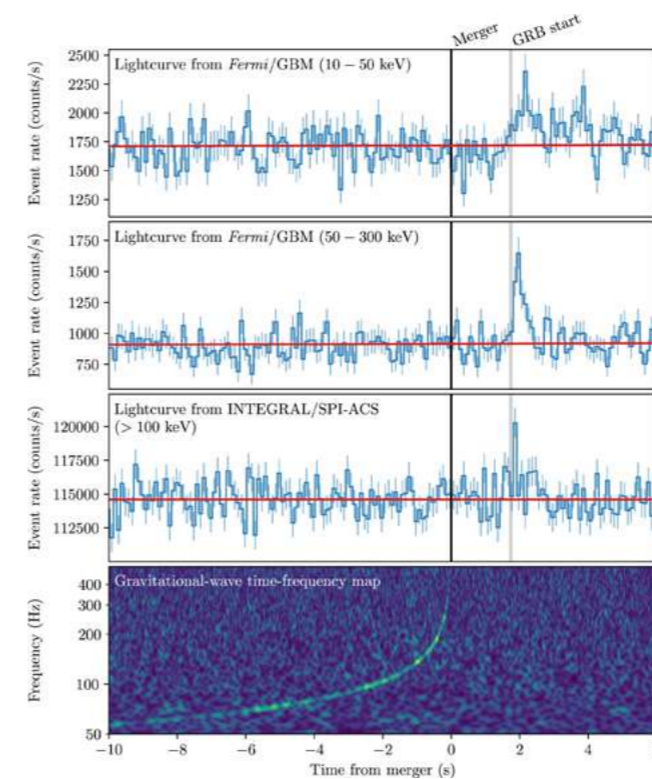 Merger
GRB start
Lightcurve from Fermi/GBM (10 − 50 keV)
Event rate (counts/s)
2500
2250
2000
1750
1500
1250
Lightcurve from Fermi/GBM (50 − 300 keV)
Event rate (counts/s)
1750
1500
1250
1000
750
Lightcurve from INTEGRAL/SPI-ACS
(> 100 keV)
Event rate (counts/s)
120000
117500
115000
112500
Gravitational-wave time-frequency map
Frequency (Hz)
400
300
200
100
50
−10 −8 −6 −4 −2 0 2 4
Time from merger (s)